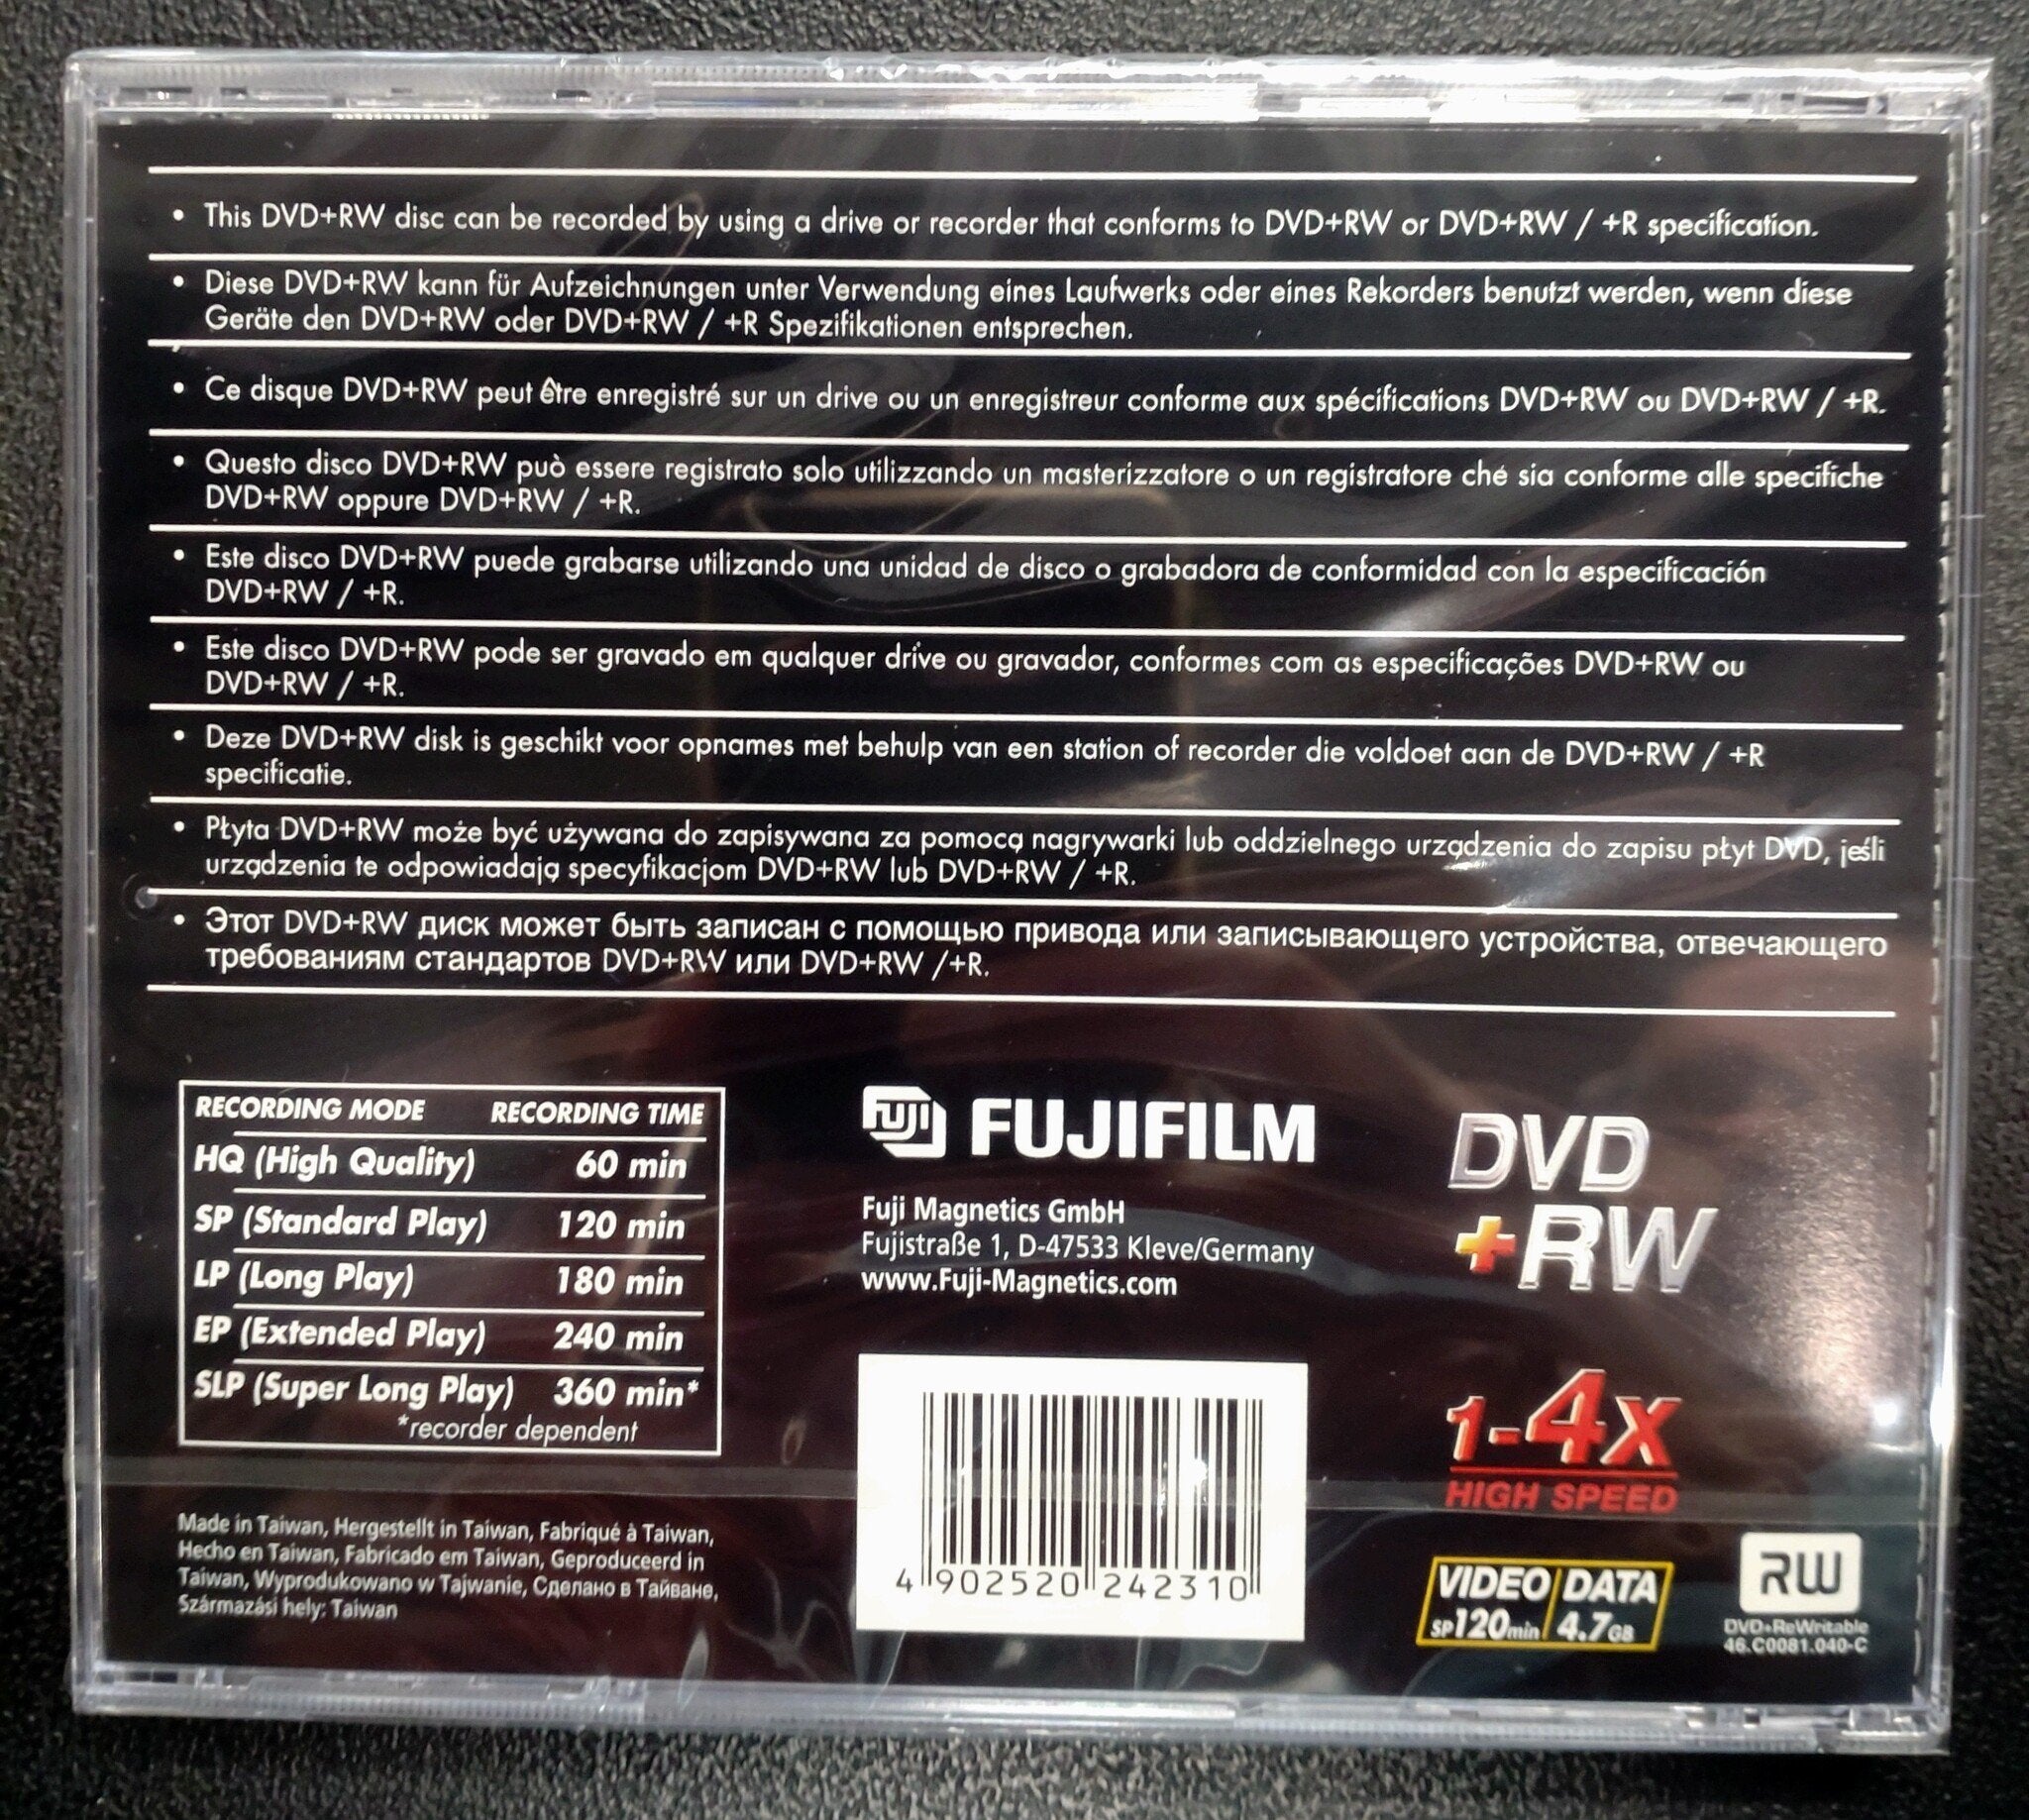 • This DVD+RW disc can be recorded by using a drive or recorder that conforms to DVD+RW or DVD+RW / +R specification.
• Diese DVD+RW kann für Aufzeichnungen unter Verwendung eines Laufwerks oder eines Rekorders benutzt werden, wenn diese
Geräte den DVD+RW oder DVD+RW / +R Spezifikationen entsprechen.
• Ce disque DVD+RW peut être enregistré sur un drive ou un enregistreur conforme aux spécifications DVD+RW ou DVD+RW / +R.
• Questo disco DVD+RW può essere registrato solo utilizzando un masterizzatore o un registratore ché sia conforme alle specifiche
DVD+RW oppure DVD+RW / +R.
• Este disco DVD+RW puede grabarse utilizando una unidad de disco o grabadora de conformidad con la especificación
DVD+RW / +R.
• Este disco DVD+RW pode ser gravado em qualquer drive ou gravador, conformes com as especificações DVD+RW ou
DVD+RW / +R.
• Deze DVD+RW disk is geschikt voor opnames met behulp van een station of recorder die voldoet aan de DVD+RW / +R
specificatie.
• Płyta DVD+RW może być używana do zapisywana za pomocą nagrywarki lub oddzielnego urządzenia do zapisu płyt DVD, jeśli
urządzenia te odpowiadają specyfikacjom DVD+RW lub DVD+RW / +R.
• Этот DVD+RW диск может быть записан с помощью привода или записывающего устройства, отвечающего
требованиям стандартов DVD+RW или DVD+RW /+R.
RECORDING MODE RECORDING TIME
HQ (High Quality) 60 min
SP (Standard Play) 120 min
LP (Long Play) 180 min
EP (Extended Play) 240 min
SLP (Super Long Play) 360 min*
*recorder dependent
Made in Taiwan, Hergestellt in Taiwan, Fabriqué à Taiwan,
Hecho en Taiwan, Fabricado em Taiwan, Geproduceerd in
Taiwan, Wyprodukowano w Tajwanie, Сделано в Тайване,
Származási hely: Taiwan
FUJI FUJIFILM
Fuji Magnetics GmbH
Fujistraße 1, D-47533 Kleve/Germany
www.Fuji-Magnetics.com
4 902520 242310
DVD
+RW
1-4X
HIGH SPEED
VIDEO DATA
SP120min 4.7GB
RW
DVD+ReWritable
46.C0081.040-C